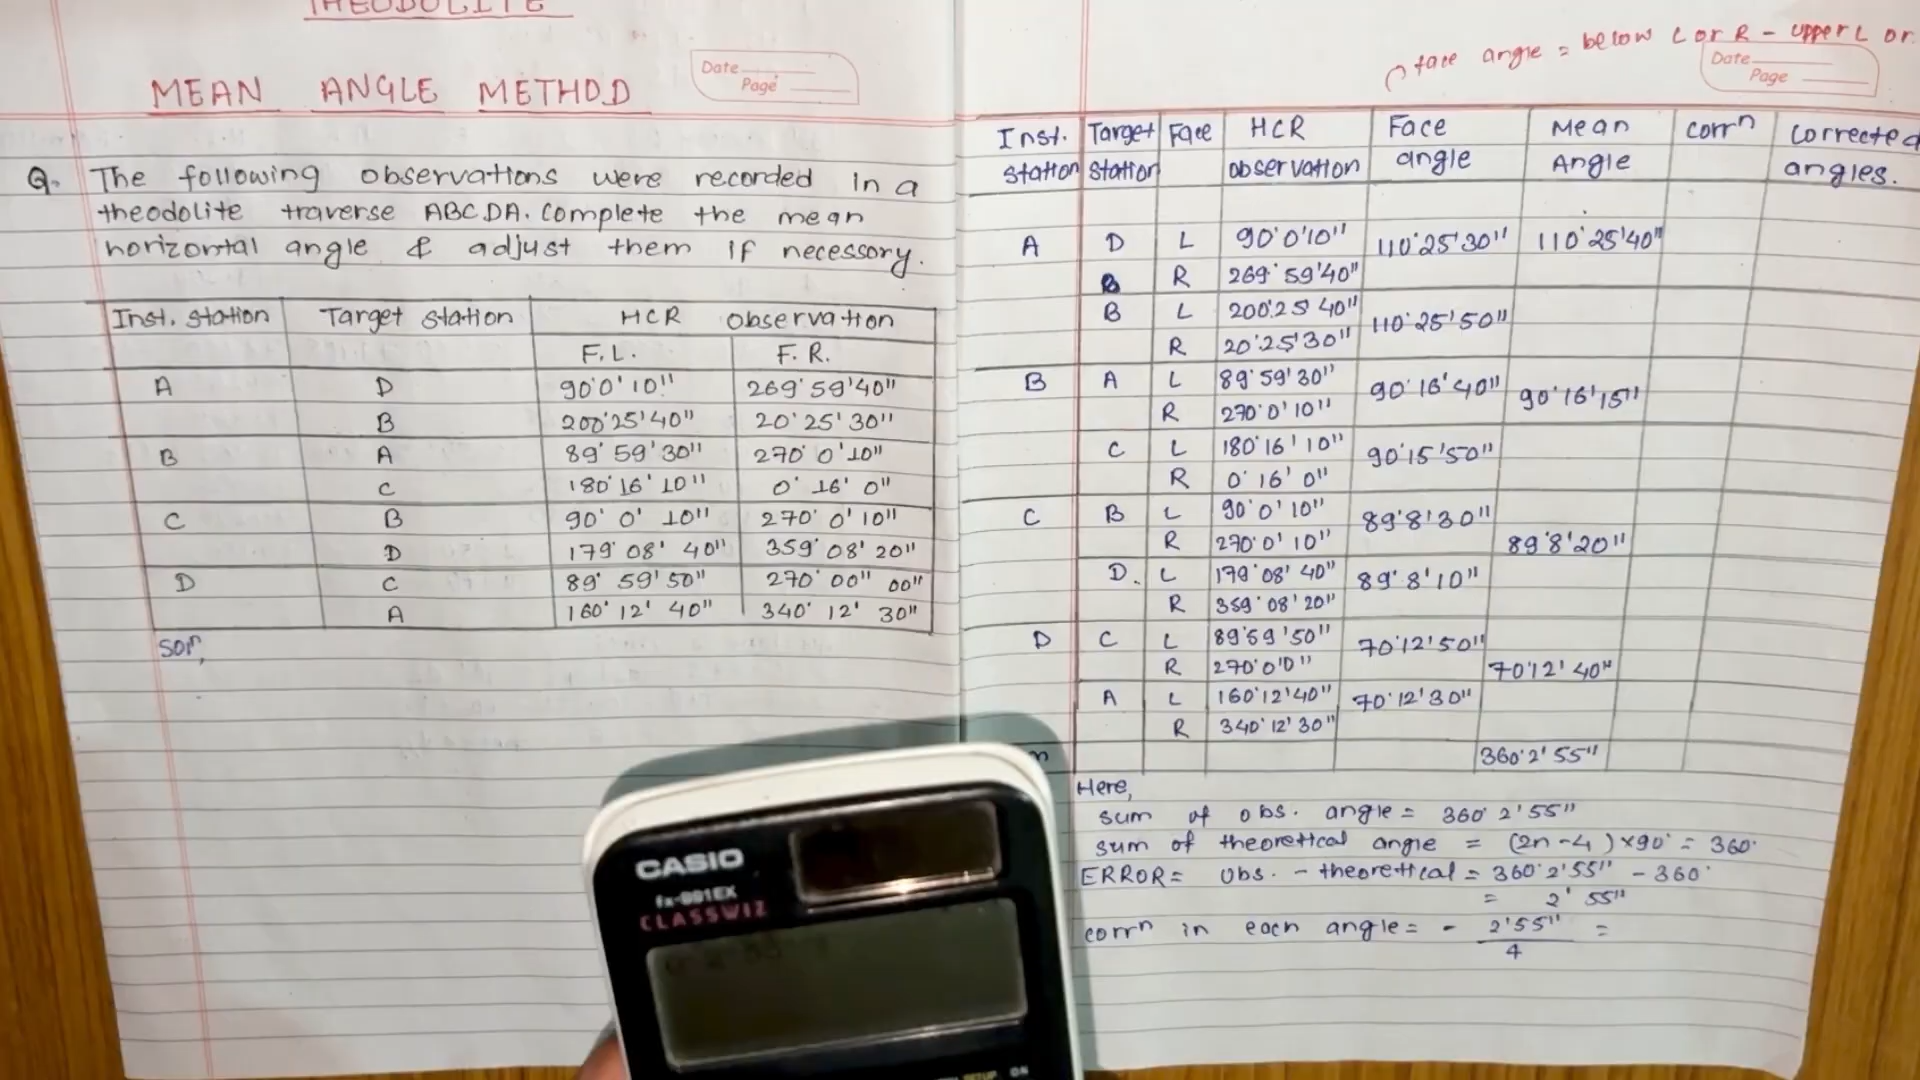 THEODOLITE
MEAN ANGLE METHOD
Date
Page
Q. The following observations were recorded in a
theodolite traverse ABCDA. Complete the mean
horizontal angle & adjust them if necessary.
Inst. station Target station HCR observation
F.L. F.R.
A D 90°0'10" 269°59'40"
B 200°25'40" 20°25'30"
B A 89°59'30" 270°0'10"
C 180°16'10" 0°16'0"
C B 90°0'10" 270°0'10"
D 179°08'40" 359°08'20"
D C 89°59'50" 270°00"00"
A 160°12'40" 340°12'30"
Solⁿ,
face angle = below L or R - upper L or
Date
Page
Inst. Target Face HCR Face Mean corrⁿ corrected
station station observation angle Angle angles.
A D L 90°0'10" 110°25'30" 110°25'40"
R 269°59'40"
B L 200°25'40" 110°25'50"
R 20°25'30"
B A L 89°59'30" 90°16'40" 90°16'15"
R 270°0'10"
C L 180°16'10" 90°15'50"
R 0°16'0"
C B L 90°0'10" 89°8'30"
R 270°0'10" 89°8'20"
D. L 179°08'40" 89°8'10"
R 359°08'20"
D C L 89°59'50" 70°12'50"
R 270°0'0" 70°12'40"
A L 160°12'40" 70°12'30"
R 340°12'30"
360°2'55"
Here,
sum of obs. angle = 360°2'55"
sum of theoretical angle = (2n-4)×90° = 360°
ERROR = Obs. - theoretical = 360°2'55" - 360°
= 2'55"
corrⁿ in each angle = - 2'55" =
4
CASIO
fx-991EX
CLASSWIZ
SETUP ON